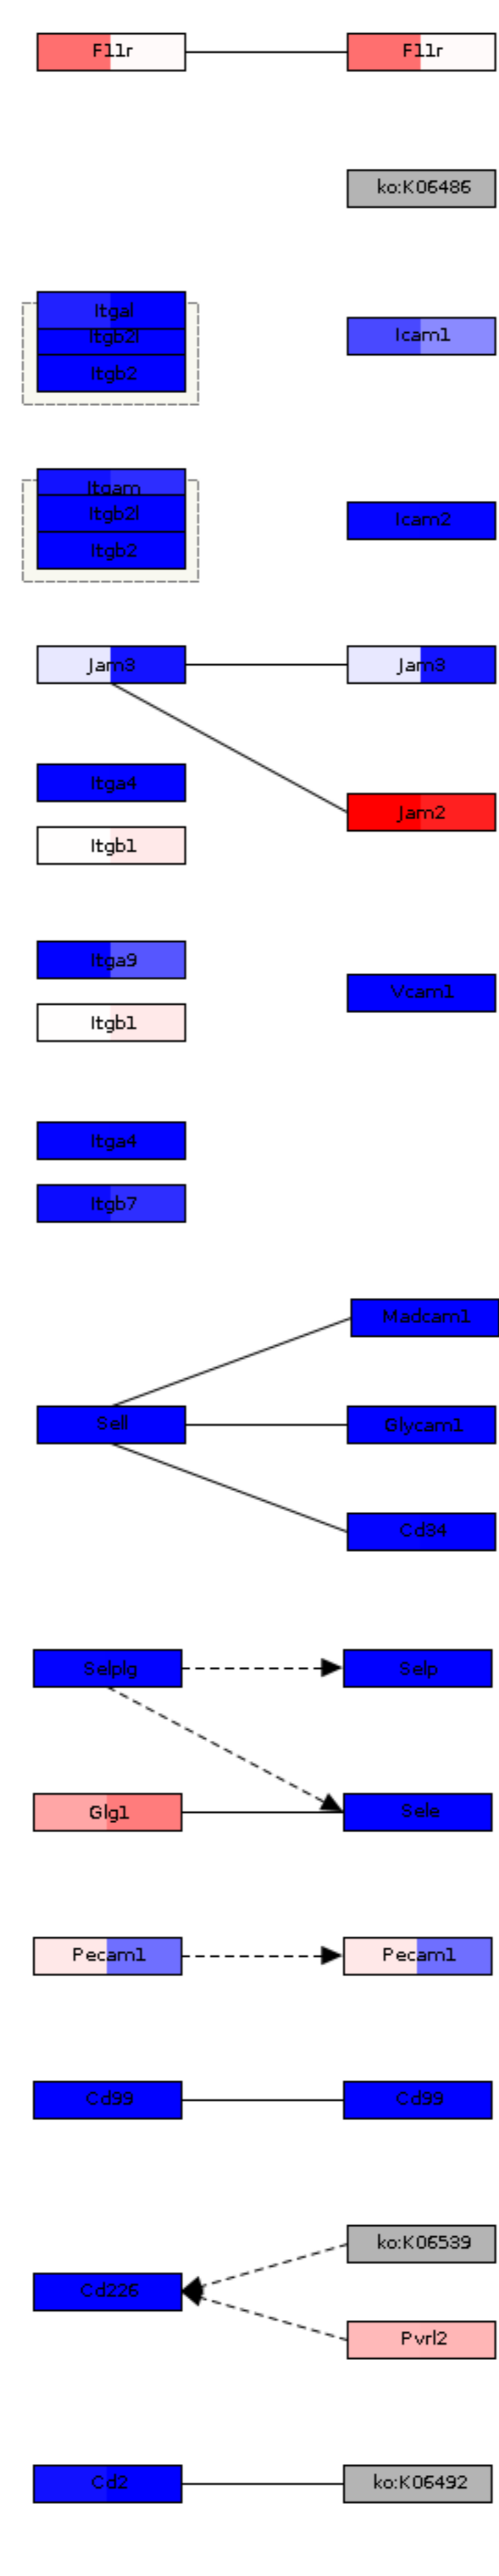 F11r
F11r
ko:K06486
Itgal
Itgb2l
Itgb2
Icam1
Itgam
Itgb2l
Itgb2
Icam2
Jam3
Jam3
Itga4
Jam2
Itgb1
Itga9
Vcam1
Itgb1
Itga4
Itgb7
Madcam1
Sell
Glycam1
Cd34
Selplg
Selp
Glg1
Sele
Pecam1
Pecam1
Cd99
Cd99
ko:K06539
Cd226
Pvrl2
Cd2
ko:K06492